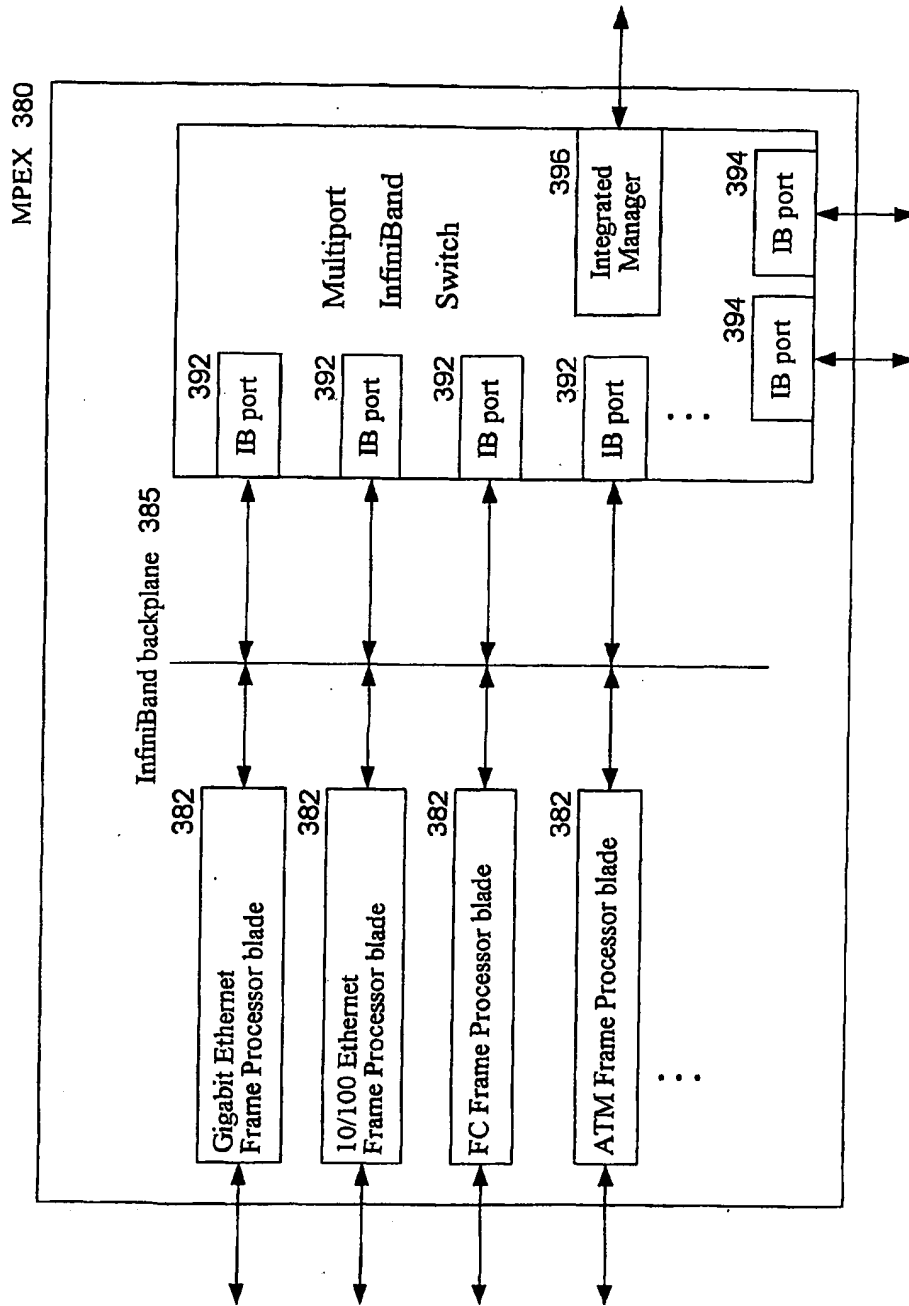 MPEX 380
InfiniBand backplane 385
382
Gigabit Ethernet
Frame Processor blade
382
10/100 Ethernet
Frame Processor blade
382
FC Frame Processor blade
382
ATM Frame Processor blade
...
392
IB port
392
IB port
392
IB port
392
IB port
...
Multiport
InfiniBand
Switch
396
Integrated
Manager
394
IB port
394
IB port